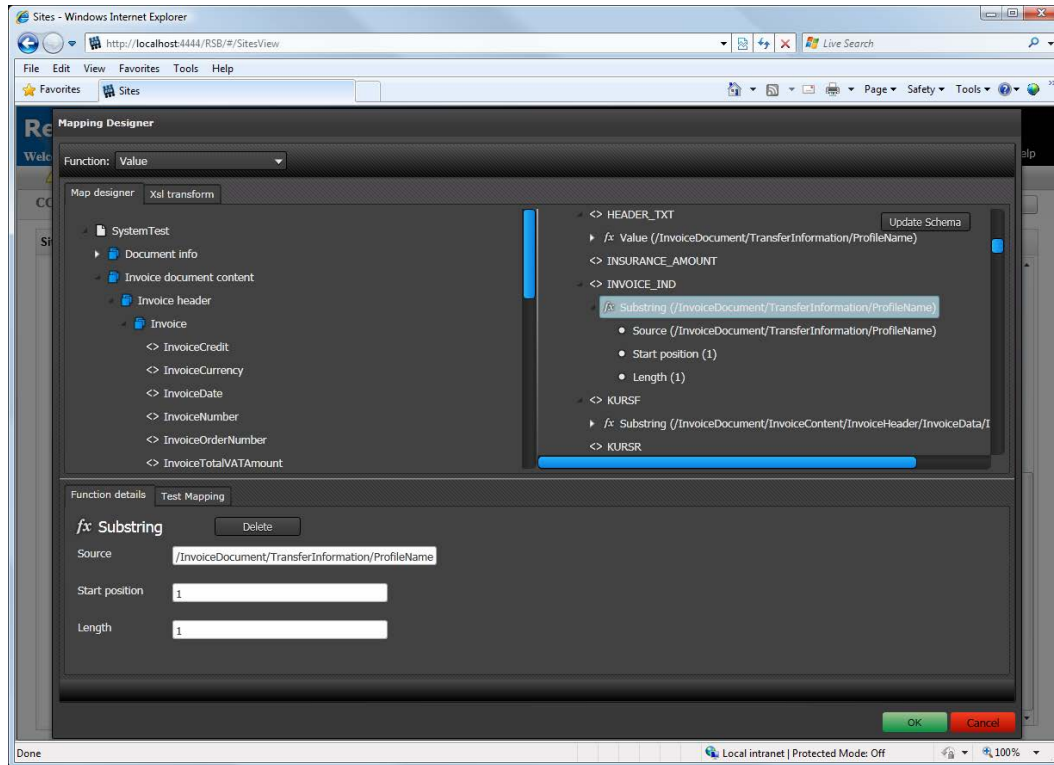 Sites - Windows Internet Explorer
http://localhost:4444/RSB/#/SitesView
Live Search
File Edit View Favorites Tools Help
Favorites Sites Page Safety Tools
Re
Mapping Designer
Welc
Function: Value
elp
Map designer Xsl transform
CC
Si
SystemTest
Document info
Invoice document content
Invoice header
Invoice
<> InvoiceCredit
<> InvoiceCurrency
<> InvoiceDate
<> InvoiceNumber
<> InvoiceOrderNumber
<> InvoiceTotalVATAmount
<> HEADER_TXT
Update Schema
fx Value (/InvoiceDocument/TransferInformation/ProfileName)
<> INSURANCE_AMOUNT
<> INVOICE_IND
fx Substring (/InvoiceDocument/TransferInformation/ProfileName)
Source (/InvoiceDocument/TransferInformation/ProfileName)
Start position (1)
Length (1)
<> KURSF
fx Substring (/InvoiceDocument/InvoiceContent/InvoiceHeader/InvoiceData/I
<> KURSR
Function details Test Mapping
fx Substring Delete
Source /InvoiceDocument/TransferInformation/ProfileName
Start position 1
Length 1
OK Cancel
Done Local intranet | Protected Mode: Off 100%